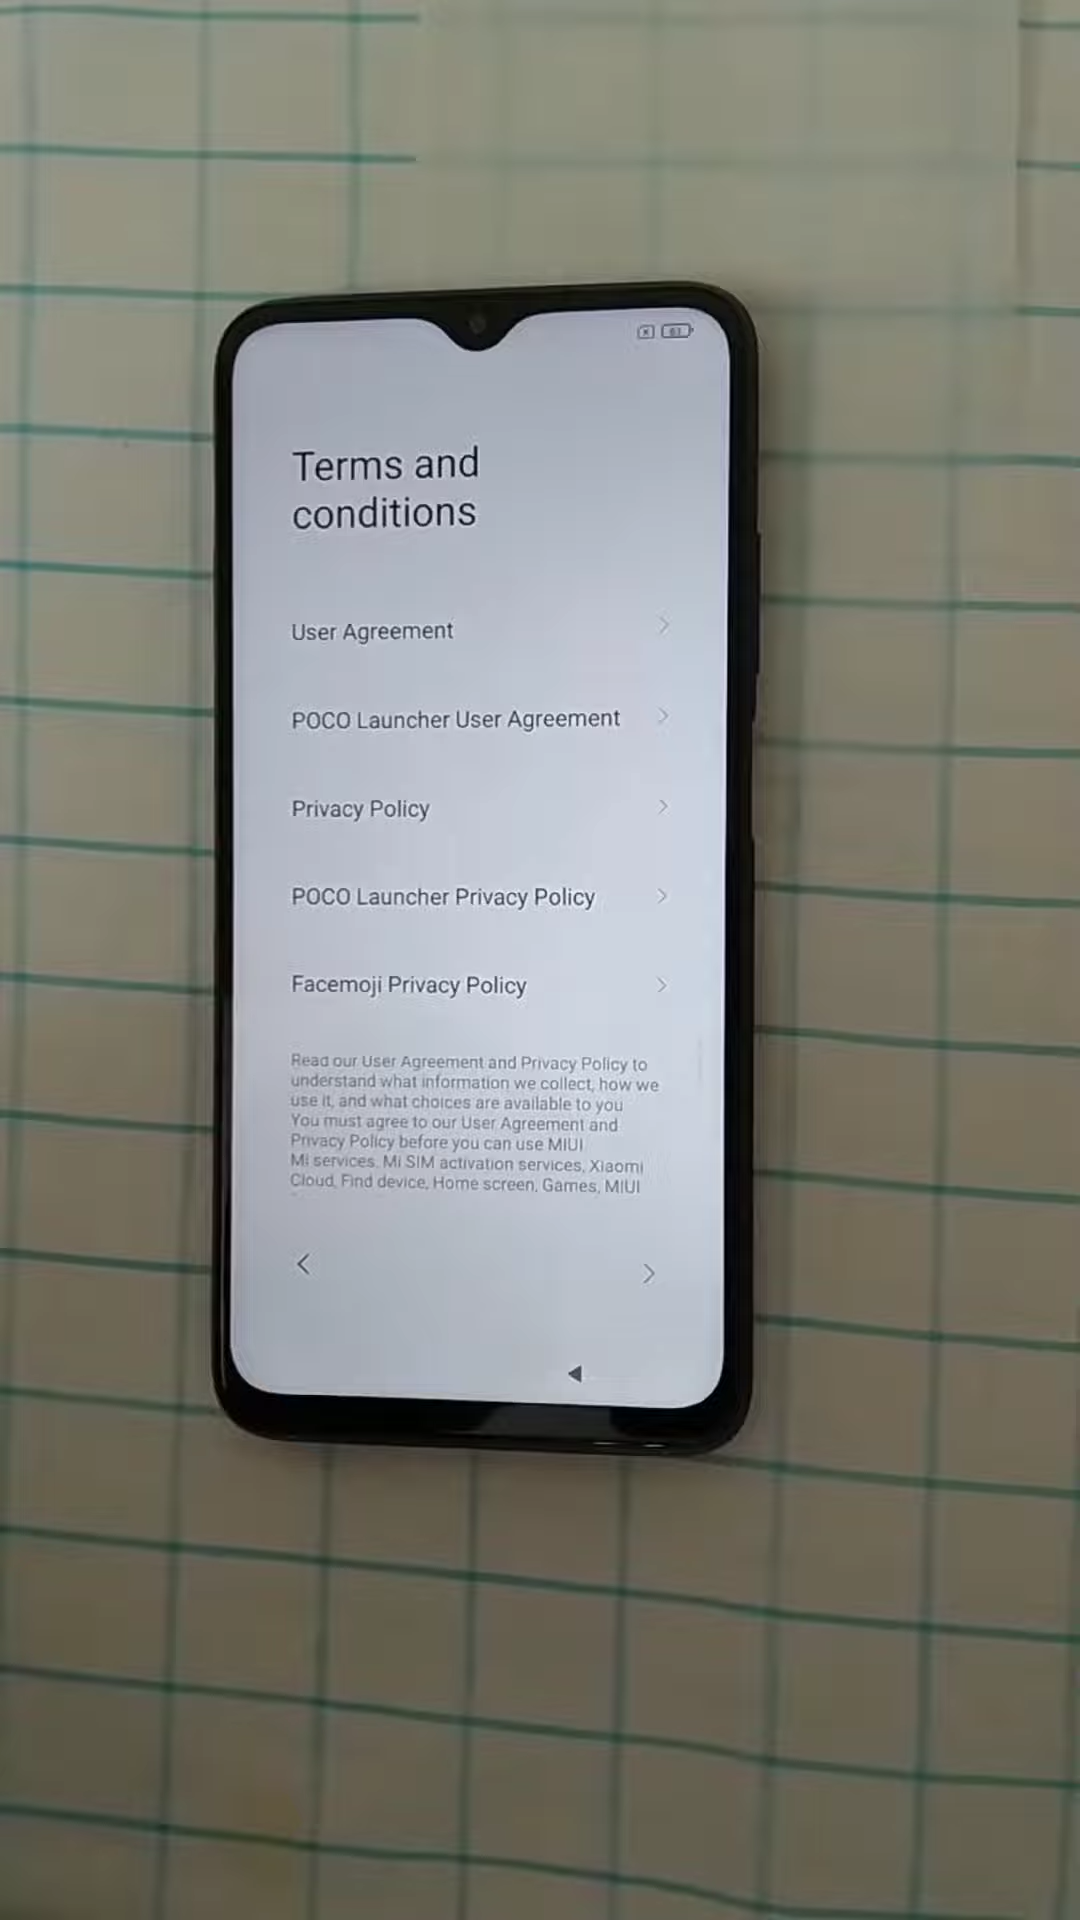 61
Terms and
conditions
User Agreement
POCO Launcher User Agreement
Privacy Policy
POCO Launcher Privacy Policy
Facemoji Privacy Policy
Read our User Agreement and Privacy Policy to
understand what information we collect, how we
use it, and what choices are available to you
You must agree to our User Agreement and
Privacy Policy before you can use MIUI
Mi services, Mi SIM activation services, Xiaomi
Cloud, Find device, Home screen, Games, MIUI